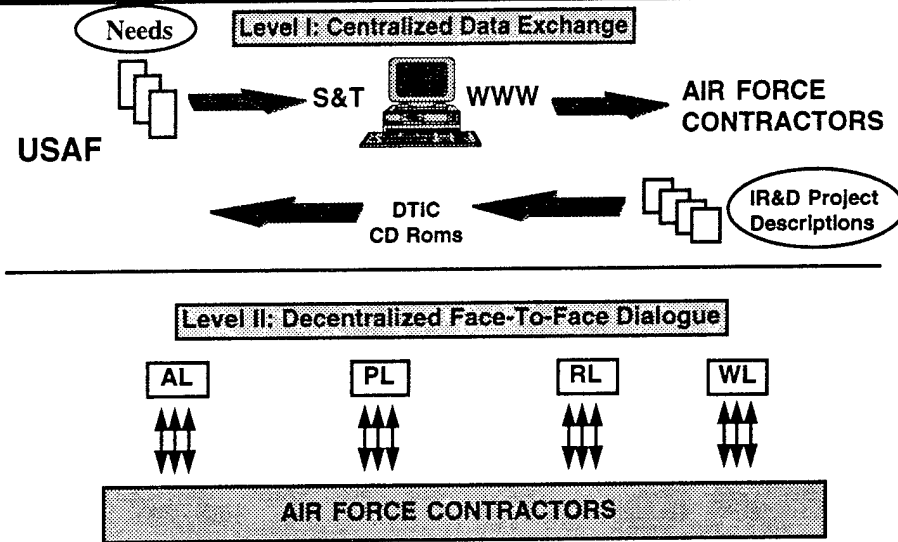 Needs
Level I: Centralized Data Exchange
S&T
WWW
AIR FORCE
CONTRACTORS
USAF
DTIC
CD Roms
IR&D Project
Descriptions
Level II: Decentralized Face-To-Face Dialogue
AL
PL
RL
WL
AIR FORCE CONTRACTORS